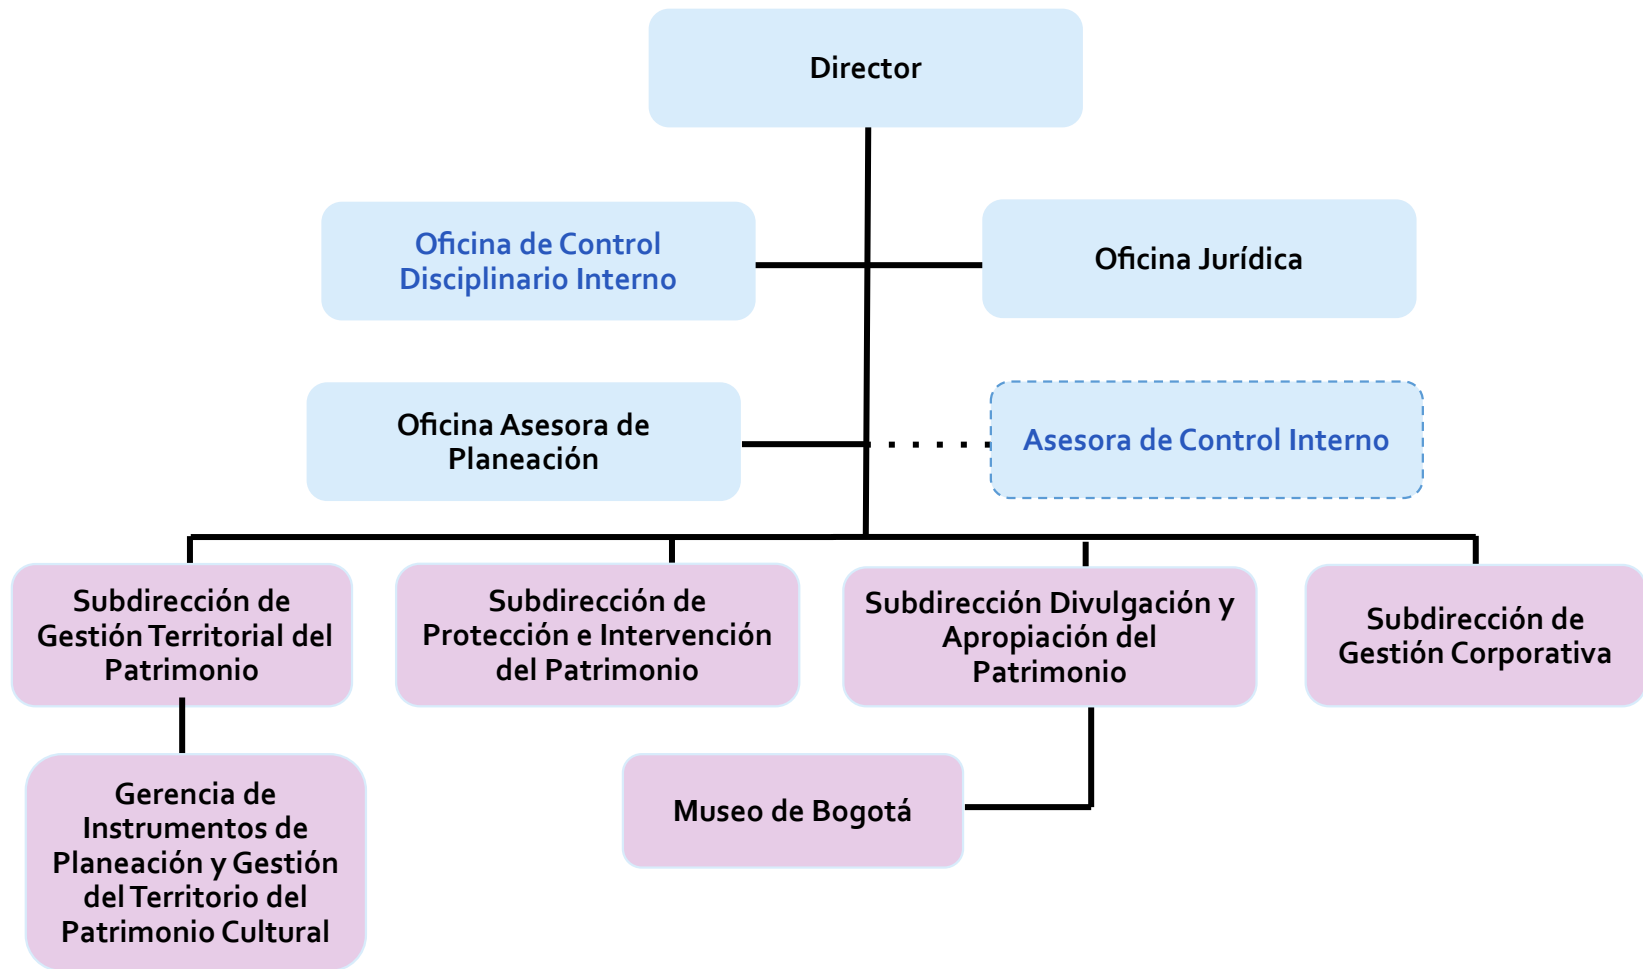 Director
Oficina de Control
Disciplinario Interno
Oficina Jurídica
Oficina Asesora de
Planeación
Asesora de Control Interno
Subdirección de
Gestión Territorial del
Patrimonio
Subdirección de
Protección e Intervención
del Patrimonio
Subdirección Divulgación y
Apropiación del
Patrimonio
Subdirección de
Gestión Corporativa
Gerencia de
Instrumentos de
Planeación y Gestión
del Territorio del
Patrimonio Cultural
Museo de Bogotá